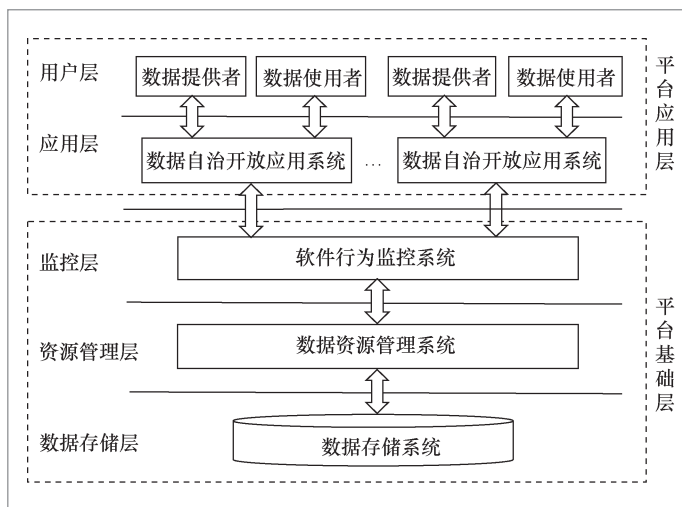 用户层
数据提供者
数据使用者
数据提供者
数据使用者
应用层
数据自治开放应用系统
…
数据自治开放应用系统
平台应用层
监控层
软件行为监控系统
资源管理层
数据资源管理系统
数据存储层
数据存储系统
平台基础层